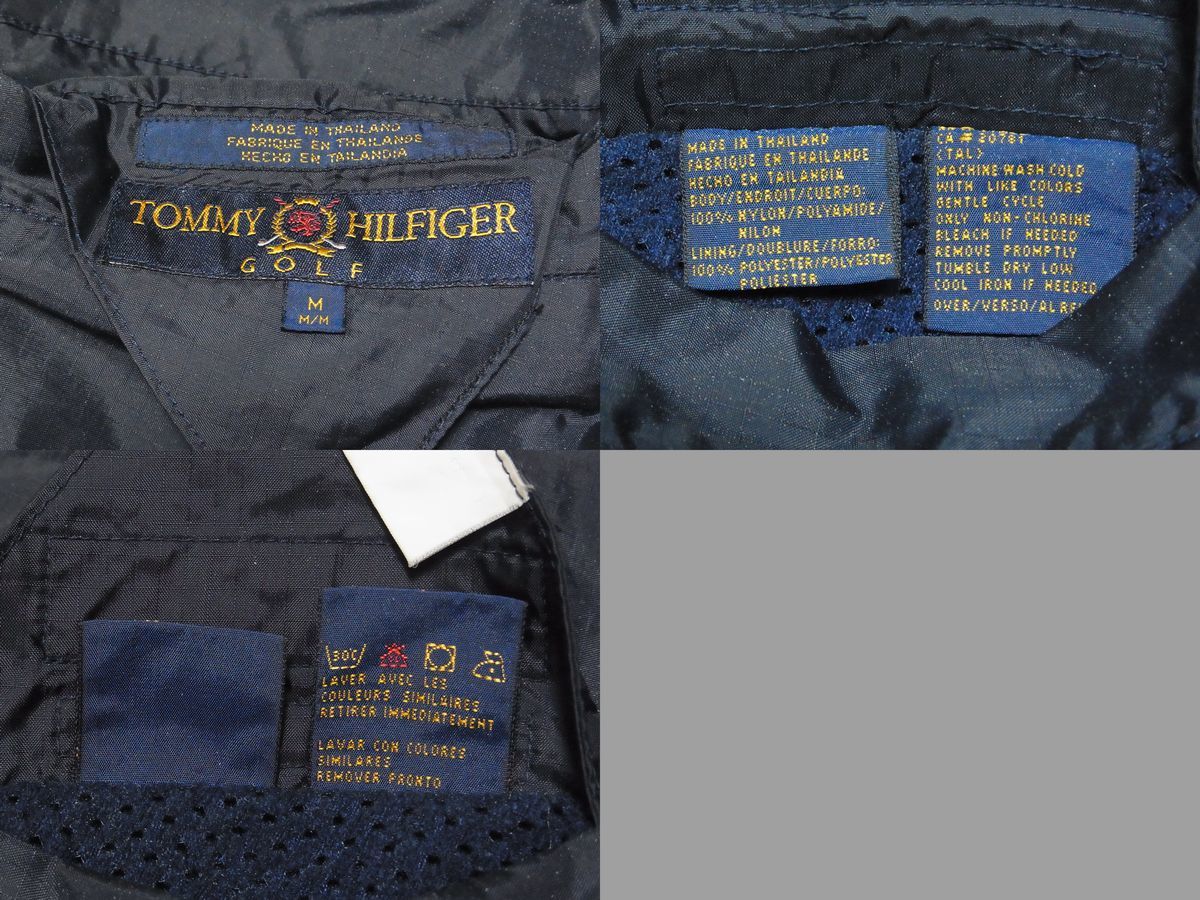 MADE IN THAILAND
FABRIQUE EN THAILANDE
HECHO EN TAILANDIA
TOMMY HILFIGER
GOLF
M
M/M
MADE IN THAILAND
FABRIQUE EN THAILANDE
HECHO EN TAILANDIA
BODY/ENDROIT/CUERPO:
100% NYLON/POLYAMIDE/
NILON
LINING/DOUBLURE/FORRO:
100% POLYESTER/POLYESTER
POLIESTER
CA # 80781
(TAL)
MACHINE WASH COLD
WITH LIKE COLORS
GENTLE CYCLE
ONLY NON-CHLORINE
BLEACH IF NEEDED
REMOVE PROMPTLY
TUMBLE DRY LOW
COOL IRON IF NEEDED
OVER/VERSO/AL RE
30C
LAVER AVEC LES
COULEURS SIMILAIRES
RETIRER IMMEDIATEMENT
LAVAR CON COLORES
SIMILARES
REMOVER PRONTO